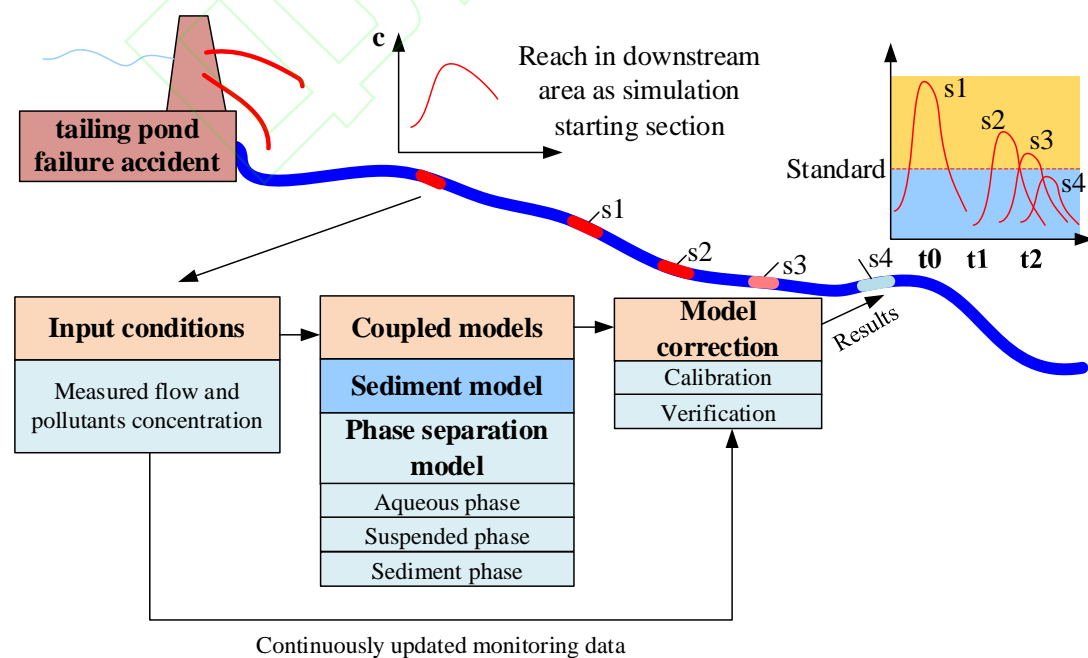 c
Reach in downstream
area as simulation
starting section
tailing pond
failure accident
s1
s2
s3
s4
Standard
t0 t1 t2
s1
s2
s3
s4
Input conditions
Measured flow and
pollutants concentration
Coupled models
Sediment model
Phase separation
model
Aqueous phase
Suspended phase
Sediment phase
Model
correction
Calibration
Verification
Results
Continuously updated monitoring data